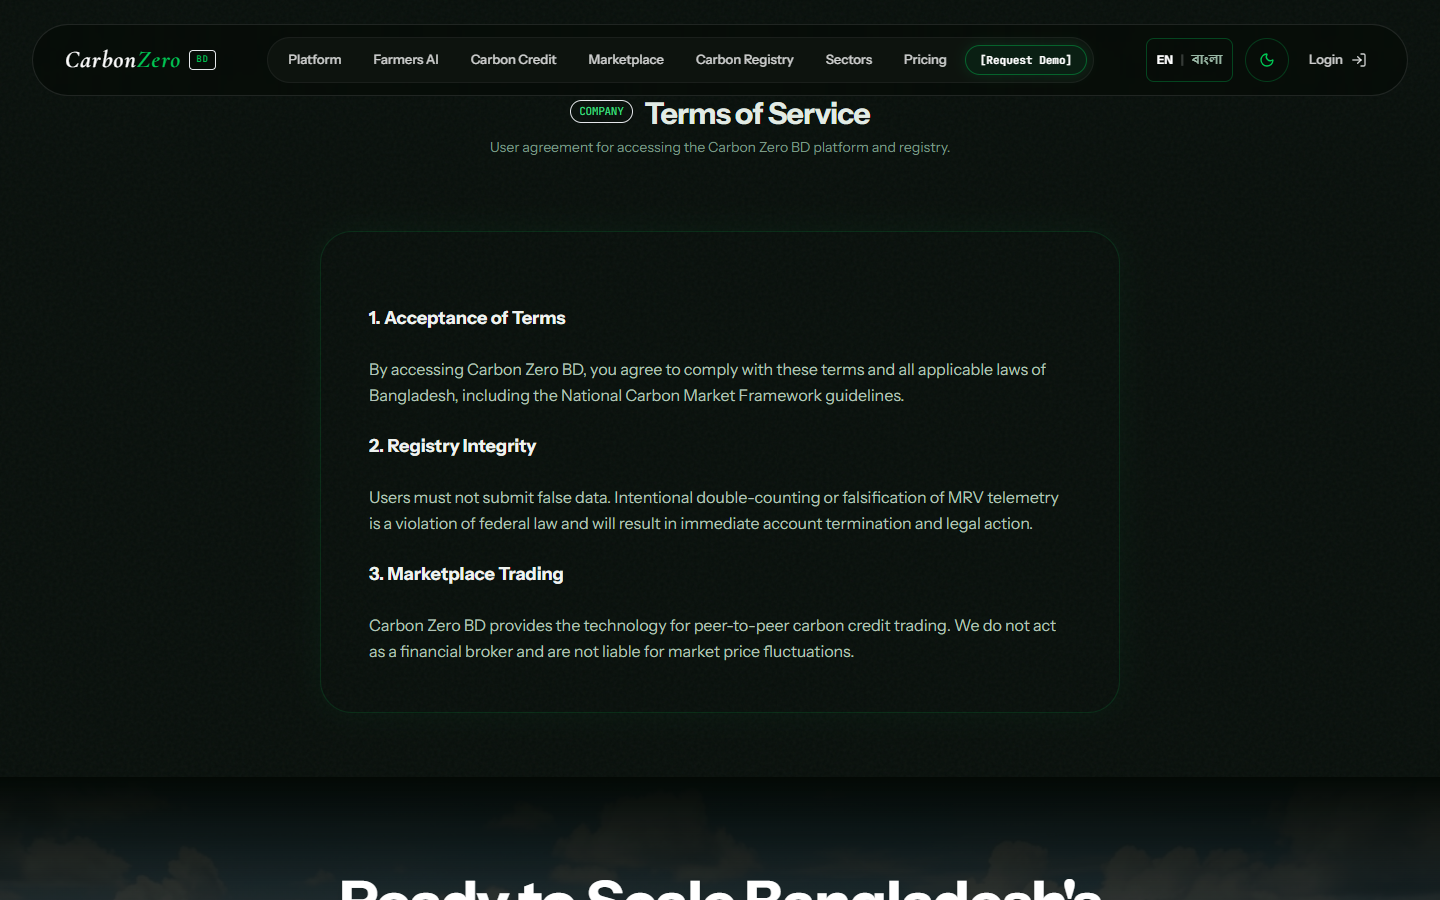 CarbonZero BD
Platform
Farmers AI
Carbon Credit
Marketplace
Carbon Registry
Sectors
Pricing
[Request Demo]
EN | বাংলা
Login
COMPANY
Terms of Service
User agreement for accessing the Carbon Zero BD platform and registry.
1. Acceptance of Terms
By accessing Carbon Zero BD, you agree to comply with these terms and all applicable laws of
Bangladesh, including the National Carbon Market Framework guidelines.
2. Registry Integrity
Users must not submit false data. Intentional double-counting or falsification of MRV telemetry
is a violation of federal law and will result in immediate account termination and legal action.
3. Marketplace Trading
Carbon Zero BD provides the technology for peer-to-peer carbon credit trading. We do not act
as a financial broker and are not liable for market price fluctuations.
Ready to Scale Bangladesh's